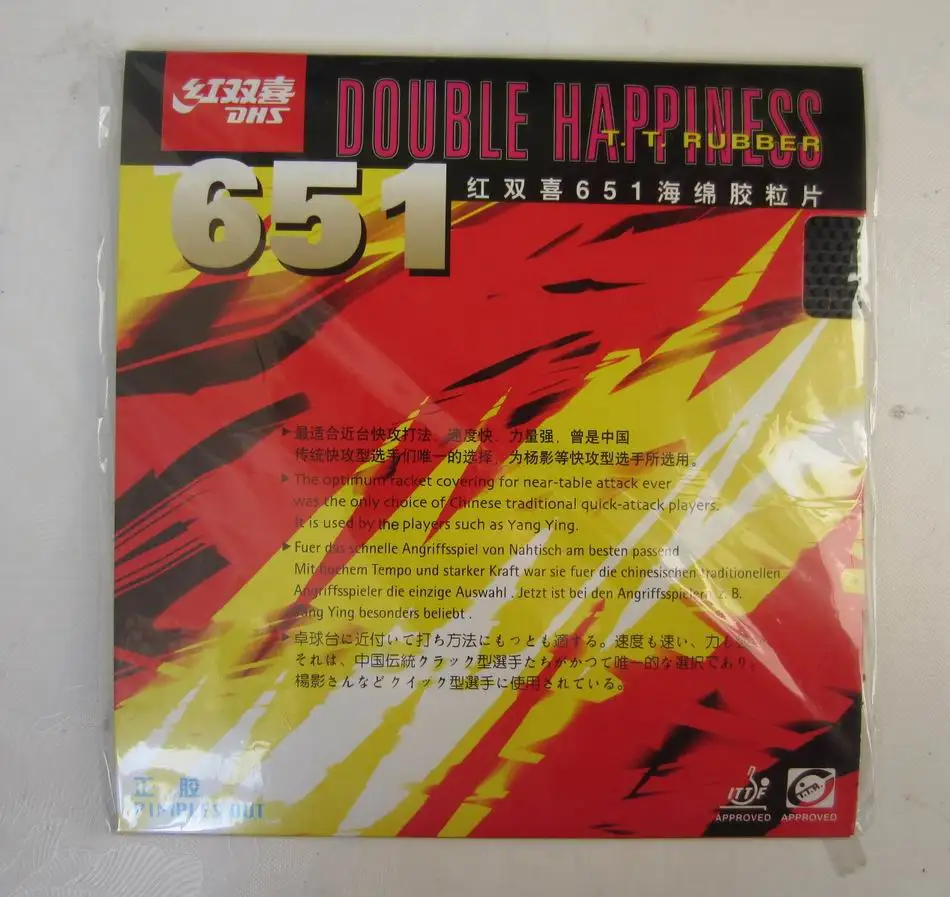 红双喜
DHS
DOUBLE HAPPINESS
T. T. RUBBER
651
红双喜651海绵胶粒片
▶最适合近台快攻打法、速度快、力量强,曾是中国
传统快攻型选手们唯一的选择,为杨影等快攻型选手所选用。
▶The optimum racket covering for near-table attack ever
was the only choice of Chinese traditional quick-attack players.
It is used by the players such as Yang Ying.
▶Fuer das schnelle Angriffsspiel von Nahtisch am besten passend
Mit hochem Tempo und starker Kraft war sie fuer die chinesischen traditionellen
Angriffsspieler die einzige Auswahl . Jetzt ist bei den Angriffsspielern z. B.
Yang Ying besonders beliebt .
▶卓球台に近付いて打ち方法にもつとも適する。速度も速い、力も
それは、中国伝統クラック型選手たちがかつて唯一的な選択であり,
楊影さんなどクイック型選手に使用されている。
正 胶
PIMPLES OUT
ITTF
APPROVED
T.T.A.
APPROVED